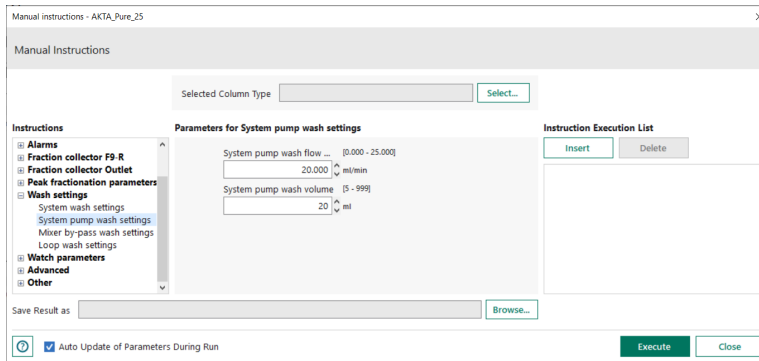 Manual instructions - AKTA_Pure_25
Manual Instructions
Selected Column Type
Select...
Instructions
Alarms
Fraction collector F9-R
Fraction collector Outlet
Peak fractionation parameters
Wash settings
System wash settings
System pump wash settings
Mixer by-pass wash settings
Loop wash settings
Watch parameters
Advanced
Other
Parameters for System pump wash settings
System pump wash flow ... [0.000 - 25.000]
20.000 ml/min
System pump wash volume [5 - 999]
20 ml
Instruction Execution List
Insert Delete
Save Result as
Browse...
Auto Update of Parameters During Run
Execute Close